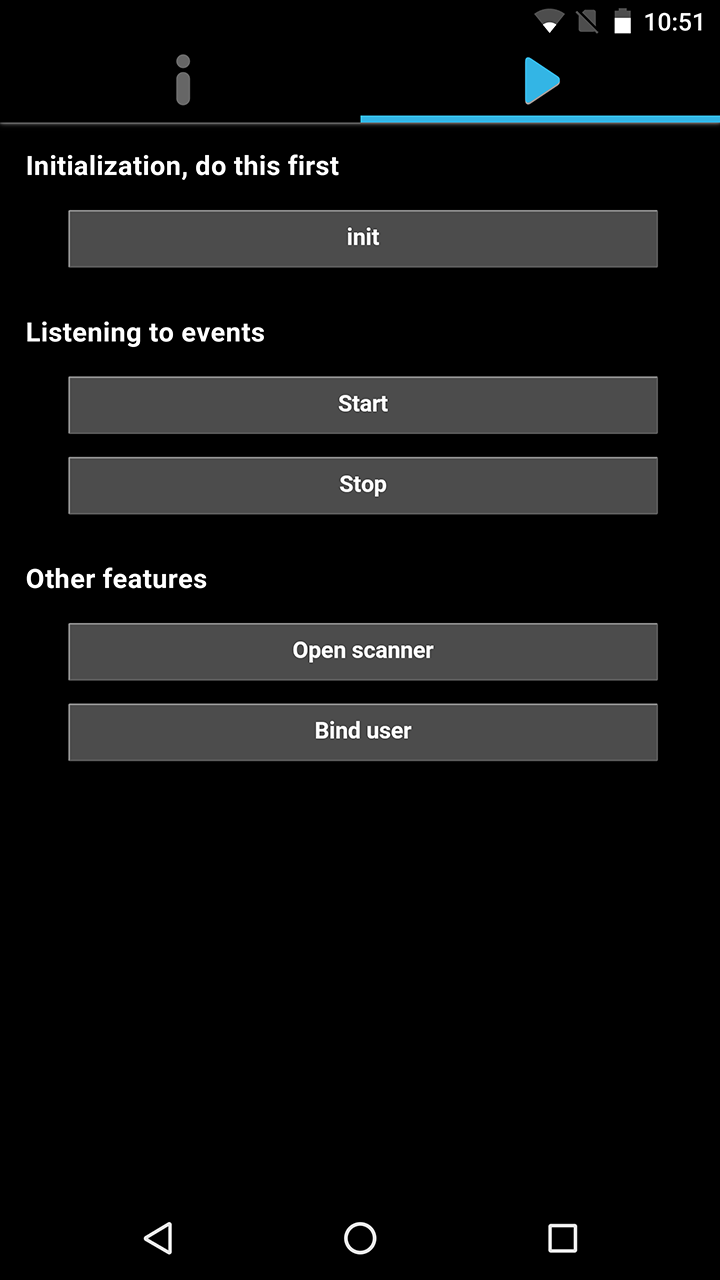 10:51
Initialization, do this first
init
Listening to events
Start
Stop
Other features
Open scanner
Bind user